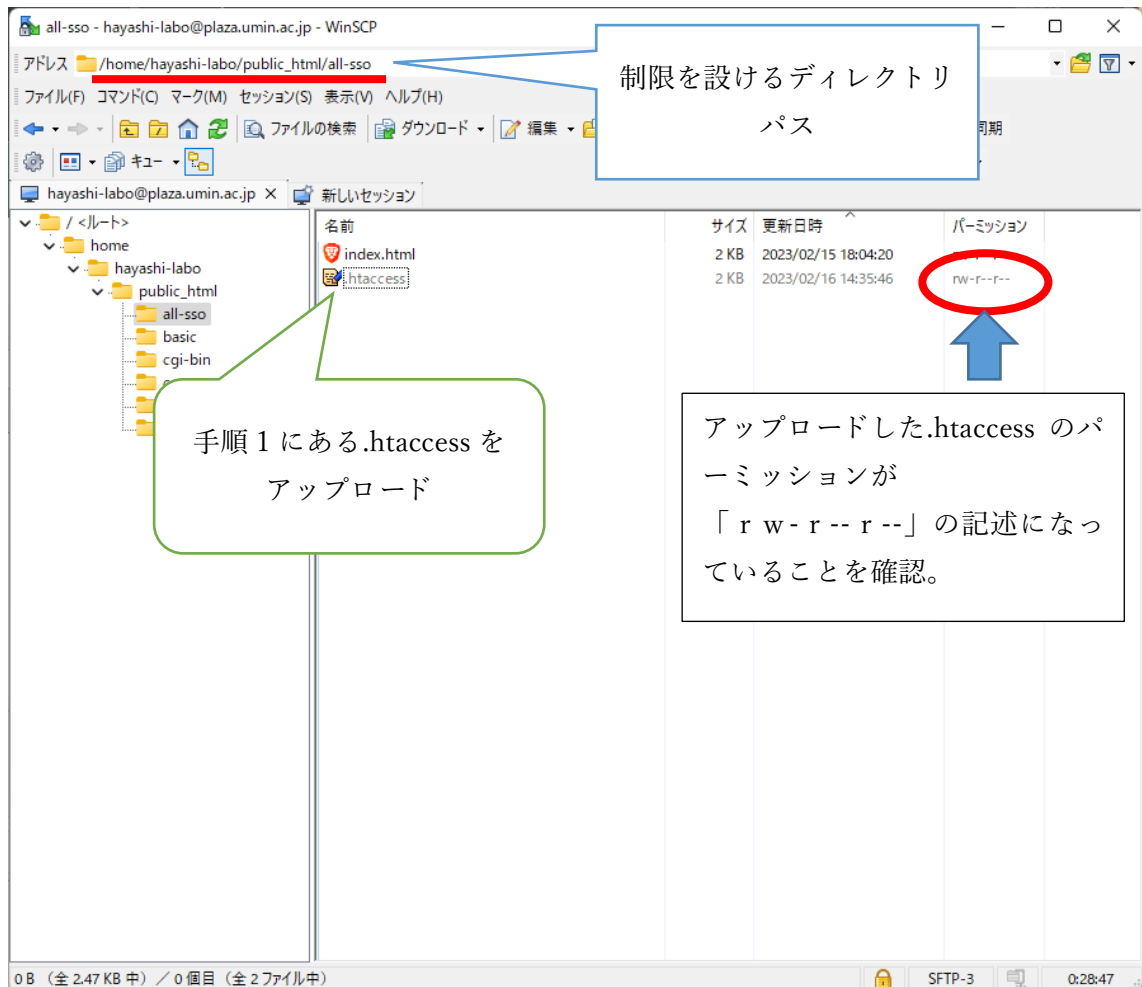 all-sso - hayashi-labo@plaza.umin.ac.jp - WinSCP
アドレス /home/hayashi-labo/public_html/all-sso
制限を設けるディレクトリ
パス
ファイル(F) コマンド(C) マーク(M) セッション(S) 表示(V) ヘルプ(H)
ファイルの検索 ダウンロード 編集 同期
キュー
hayashi-labo@plaza.umin.ac.jp × 新しいセッション
/ <ルート>
home
hayashi-labo
public_html
all-sso
basic
cgi-bin
名前 サイズ 更新日時 パーミッション
index.html 2 KB 2023/02/15 18:04:20
.htaccess 2 KB 2023/02/16 14:35:46 rw-r--r--
手順１にある.htaccess を
アップロード
アップロードした.htaccess のパ
ーミッションが
「ｒｗ-ｒ--ｒ--」の記述になっ
ていることを確認。
0 B （全 2.47 KB 中）／ 0 個目（全 2 ファイル中） SFTP-3 0:28:47